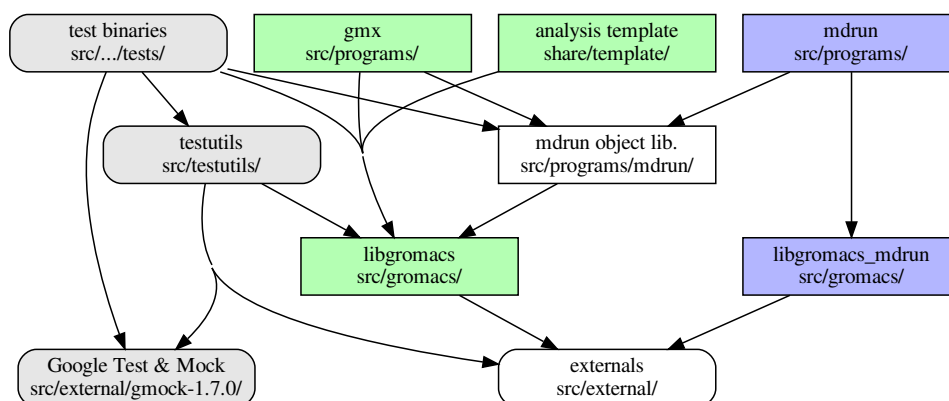 test binaries
src/.../tests/
gmx
src/programs/
analysis template
share/template/
mdrun
src/programs/
testutils
src/testutils/
mdrun object lib.
src/programs/mdrun/
libgromacs
src/gromacs/
libgromacs_mdrun
src/gromacs/
Google Test & Mock
src/external/gmock-1.7.0/
externals
src/external/